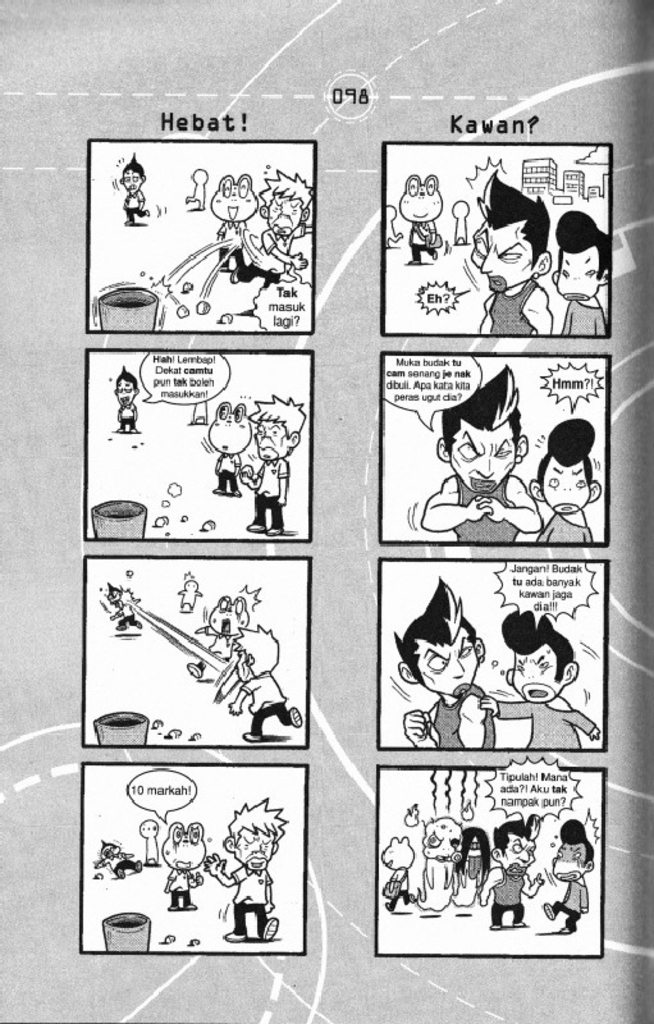 098
Hebat!
Tak
masuk
lagi?
Hah! Lembap!
Dekat camtu
pun tak boleh
masukkan!
10 markah!
Kawan?
Eh?
Muka budak tu
cam senang je nak
dibuli. Apa kata kita
peras ugut dia?
Hmm?!
Jangan! Budak
tu ada banyak
kawan jaga
dia!!!
Tipulah! Mana
ada?! Aku tak
nampak pun?